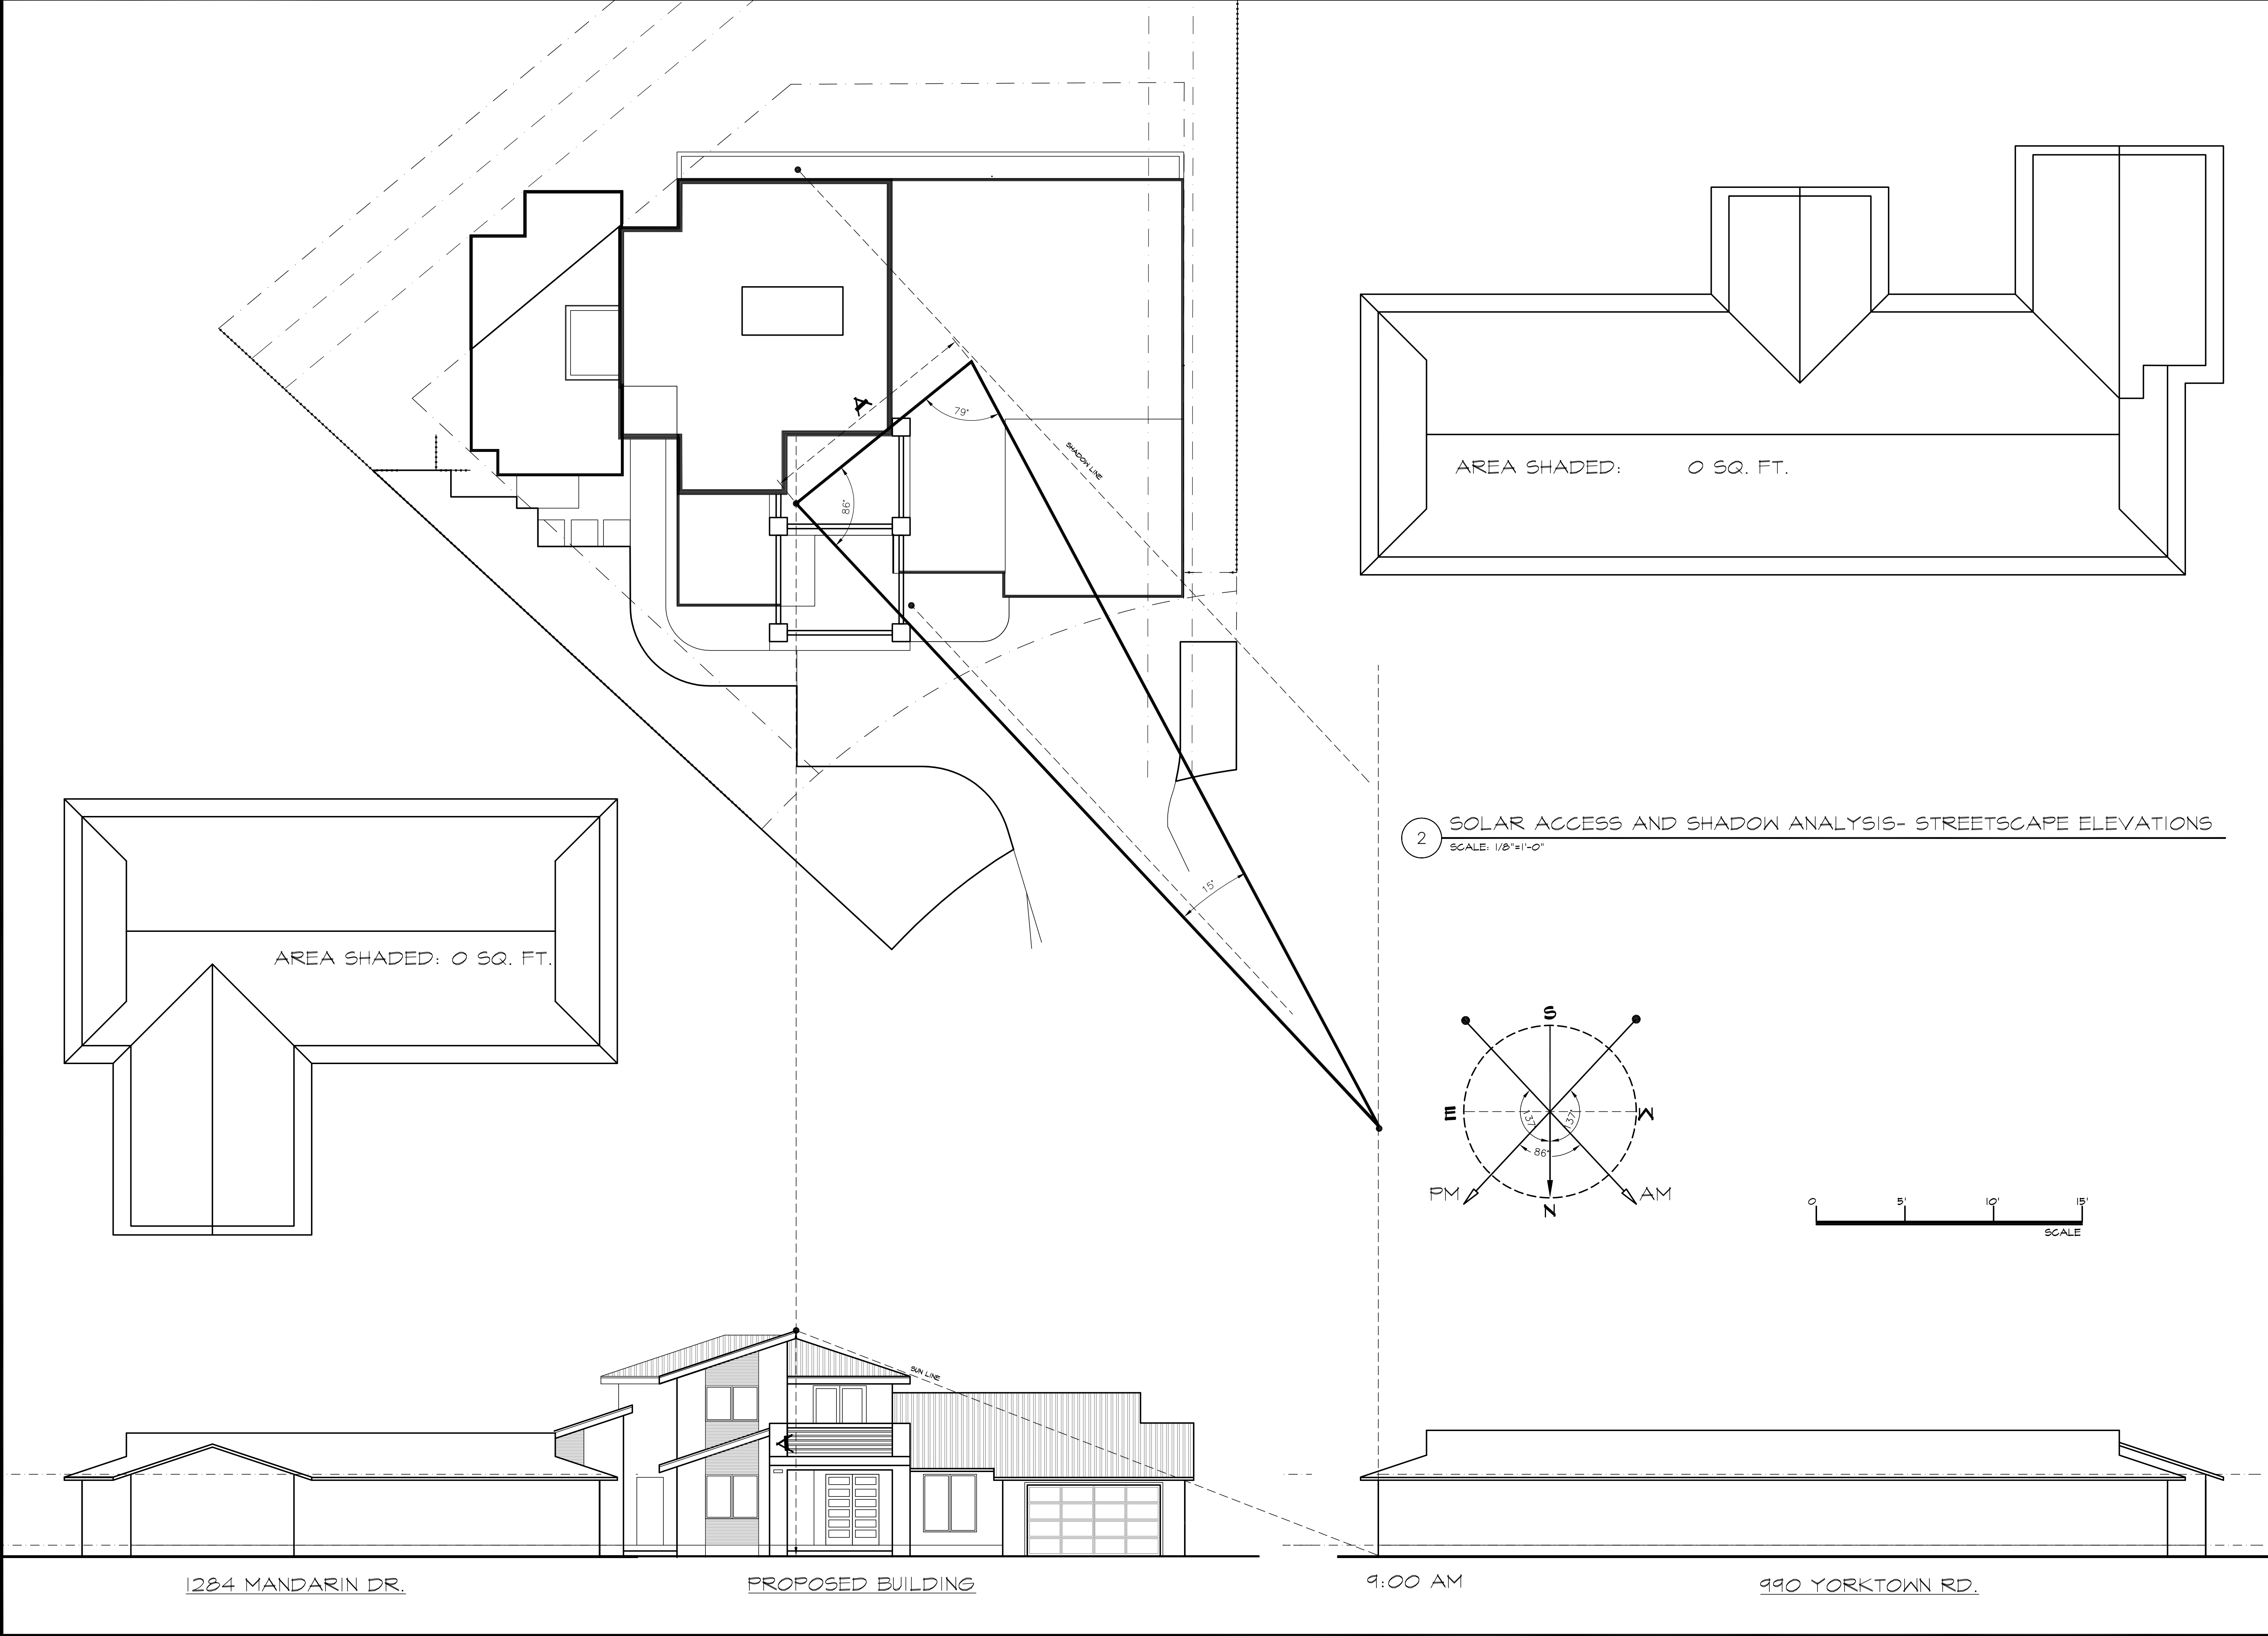 A
79°
SHADOW LINE
86°
AREA SHADED: 0 SQ. FT.
2
SOLAR ACCESS AND SHADOW ANALYSIS- STREETSCAPE ELEVATIONS
SCALE: 1/8"=1'-0"
15°
AREA SHADED: 0 SQ. FT.
S
E
W
137°
137°
86°
PM
AM
N
0 5' 10' 15'
SCALE
SUN LINE
A
1284 MANDARIN DR.
PROPOSED BUILDING
9:00 AM
990 YORKTOWN RD.